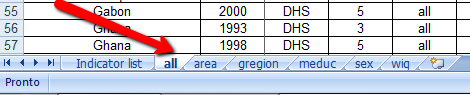 55 Gabon 2000 DHS 5 all
56 Ghana 1993 DHS 3 all
57 Ghana 1998 DHS 5 all
Indicator list all area gregion meduc sex wiq
Pronto